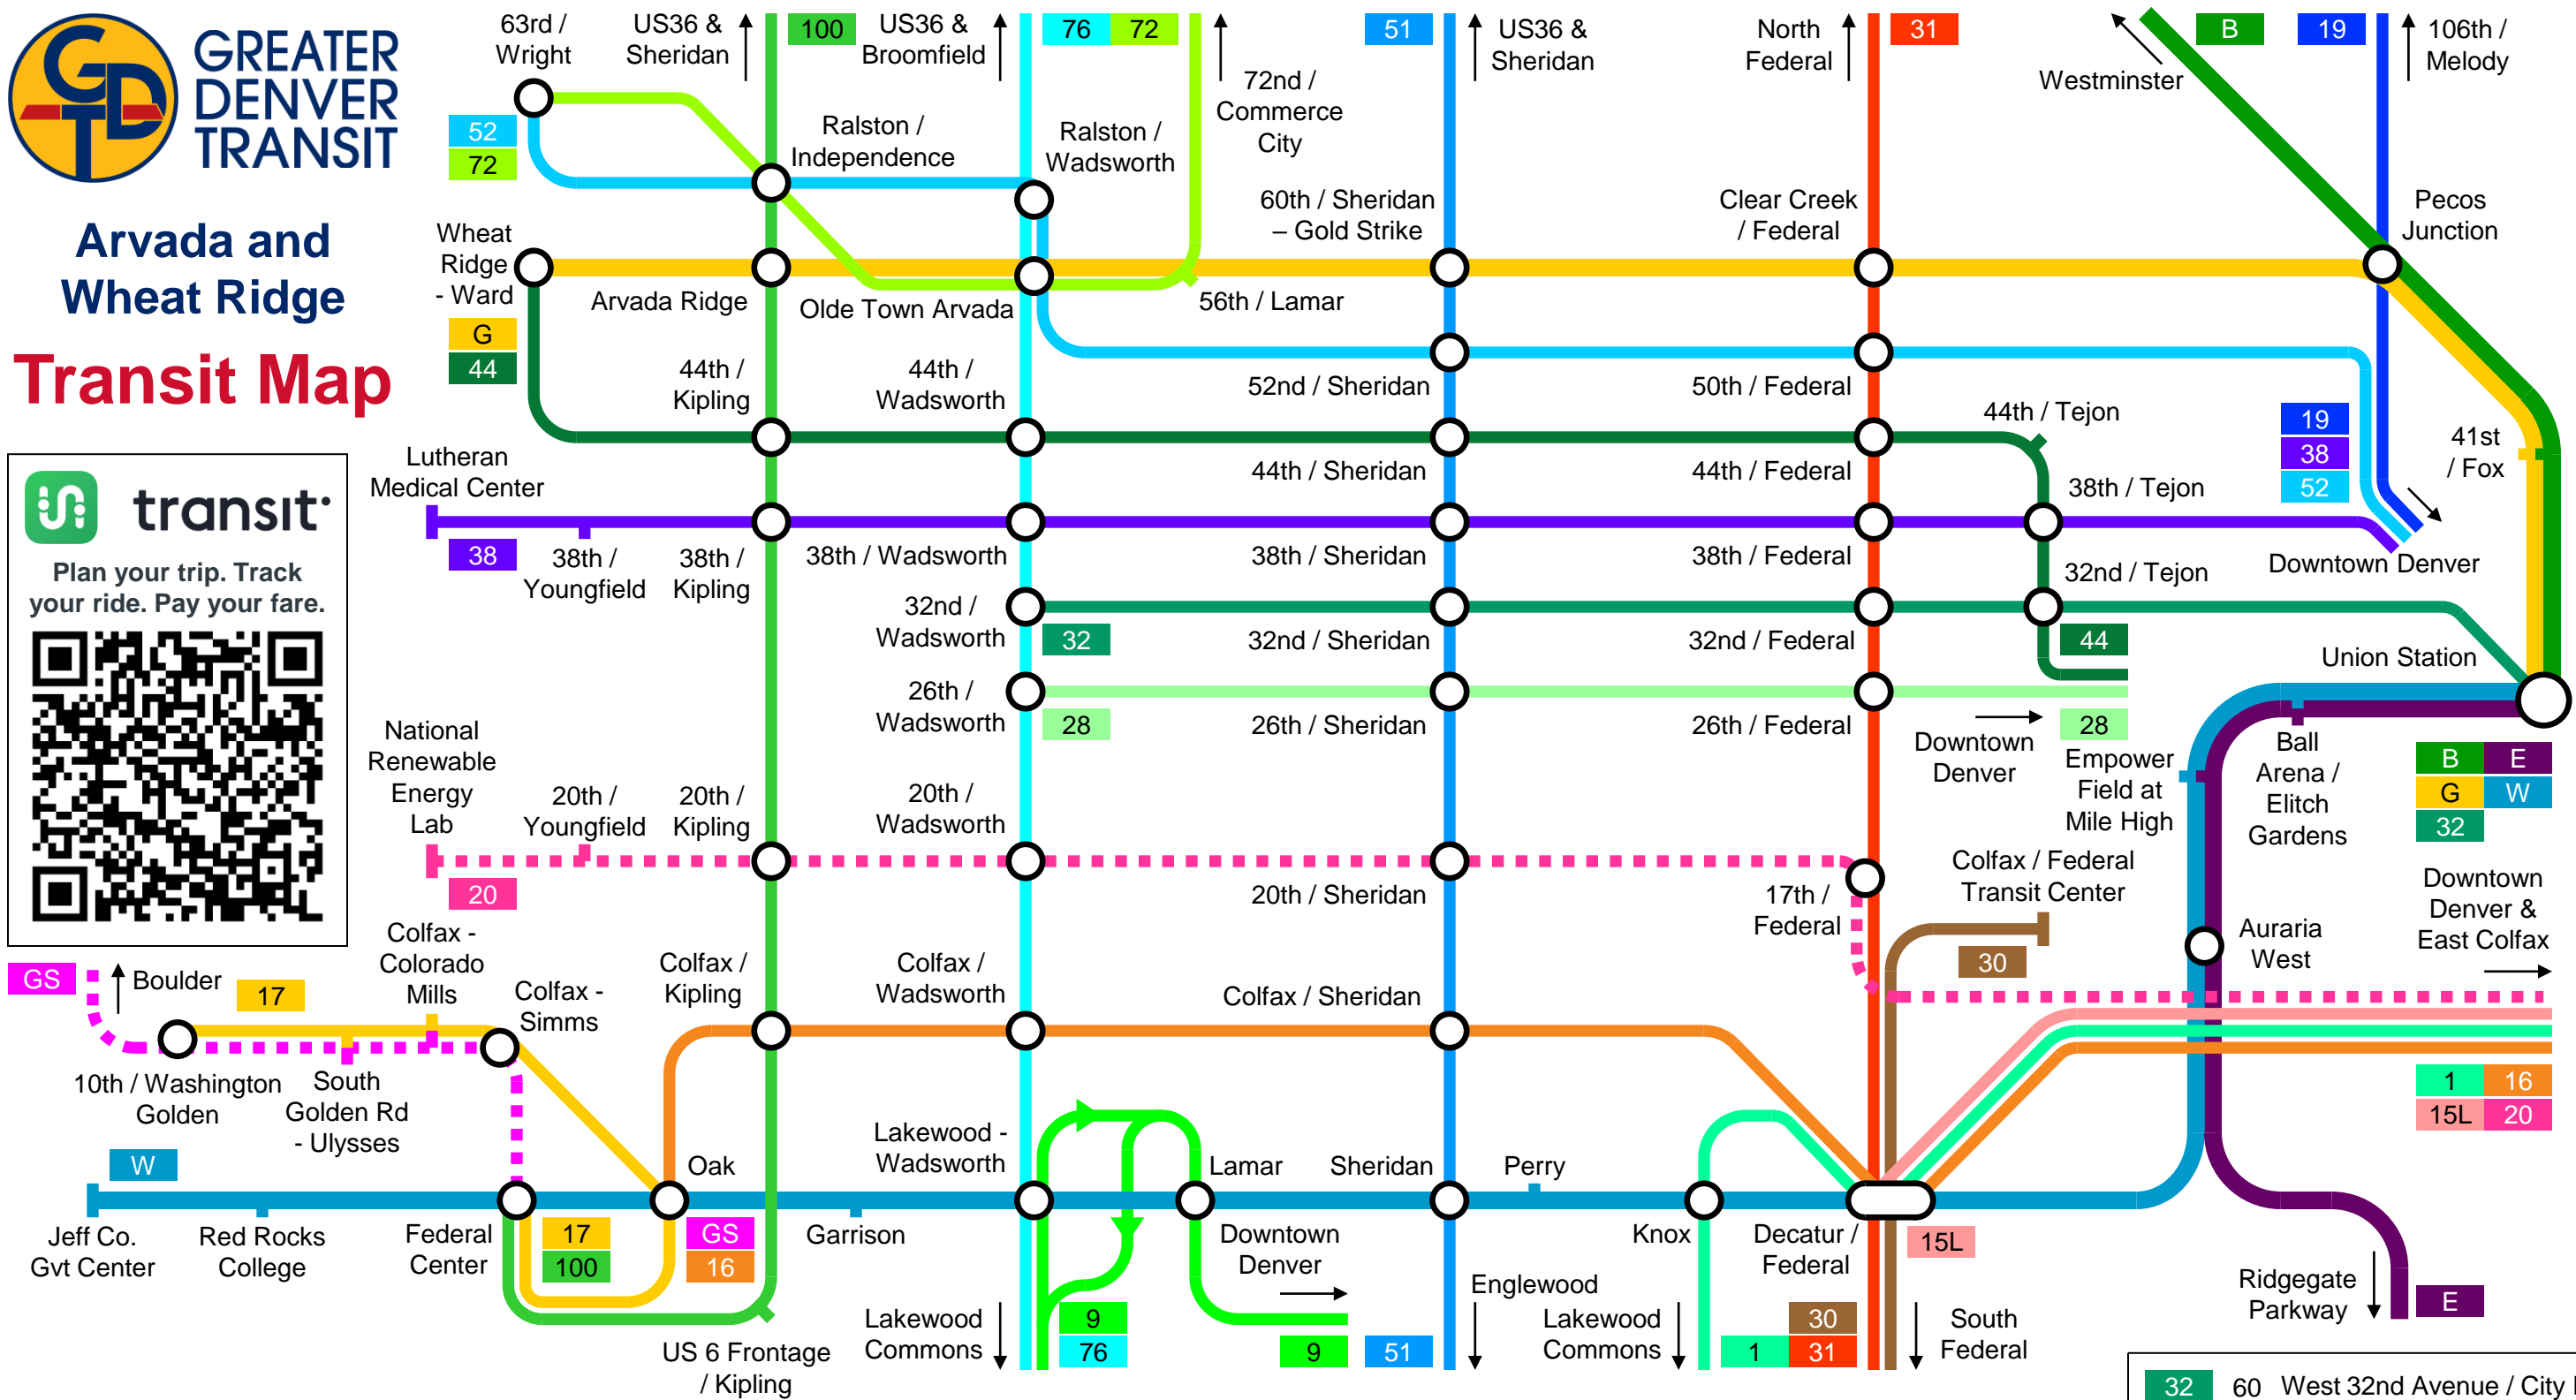 GREATER
DENVER
TRANSIT
Arvada and
Wheat Ridge
Transit Map
transit
Plan your trip. Track
your ride. Pay your fare.
63rd /
Wright
US36 &
Sheridan
100
US36 &
Broomfield
76
72
72nd /
Commerce
City
51
US36 &
Sheridan
North
Federal
31
Westminster
B
19
106th /
Melody
52
72
Ralston /
Independence
Ralston /
Wadsworth
60th / Sheridan
– Gold Strike
Clear Creek
/ Federal
Pecos
Junction
Wheat
Ridge
- Ward
G
44
Arvada Ridge
Olde Town Arvada
56th / Lamar
44th /
Kipling
44th /
Wadsworth
52nd / Sheridan
50th / Federal
44th / Tejon
19
38
52
41st
/ Fox
Lutheran
Medical Center
44th / Sheridan
44th / Federal
38th / Tejon
38
38th /
Youngfield
38th /
Kipling
38th / Wadsworth
38th / Sheridan
38th / Federal
Downtown Denver
32nd / Tejon
32nd /
Wadsworth
32
32nd / Sheridan
32nd / Federal
44
Union Station
26th /
Wadsworth
28
26th / Sheridan
26th / Federal
Downtown
Denver
28
Empower
Field at
Mile High
Ball
Arena /
Elitch
Gardens
B
E
G
W
32
National
Renewable
Energy
Lab
20
20th /
Youngfield
20th /
Kipling
20th /
Wadsworth
20th / Sheridan
17th /
Federal
Colfax / Federal
Transit Center
30
Auraria
West
Downtown
Denver &
East Colfax
GS
Boulder
17
Colfax -
Colorado
Mills
Colfax -
Simms
Colfax /
Kipling
Colfax /
Wadsworth
Colfax / Sheridan
10th / Washington
Golden
South
Golden Rd
- Ulysses
1
16
15L
20
W
Oak
Lakewood -
Wadsworth
Lamar
Sheridan
Perry
Jeff Co.
Gvt Center
Red Rocks
College
Federal
Center
17
100
GS
16
Garrison
Downtown
Denver
Knox
Decatur /
Federal
15L
US 6 Frontage
/ Kipling
Lakewood
Commons
9
76
9
51
Englewood
Lakewood
Commons
1
30
31
South
Federal
Ridgegate
Parkway
E
32
60
West 32nd Avenue / City